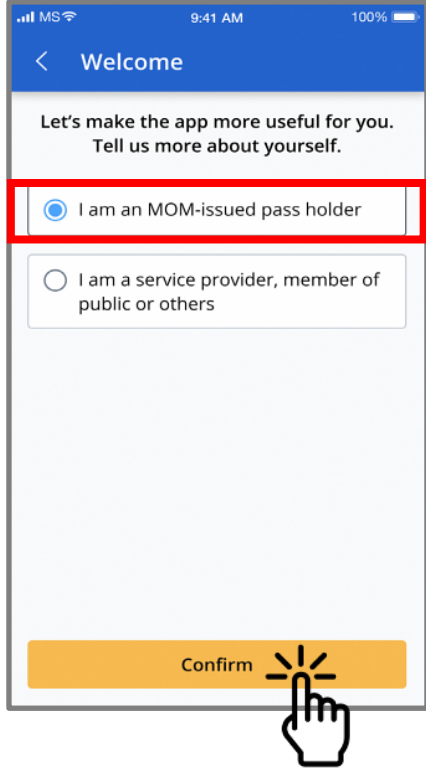 MS 9:41 AM 100%
Welcome
Let's make the app more useful for you.
Tell us more about yourself.
I am an MOM-issued pass holder
I am a service provider, member of
public or others
Confirm